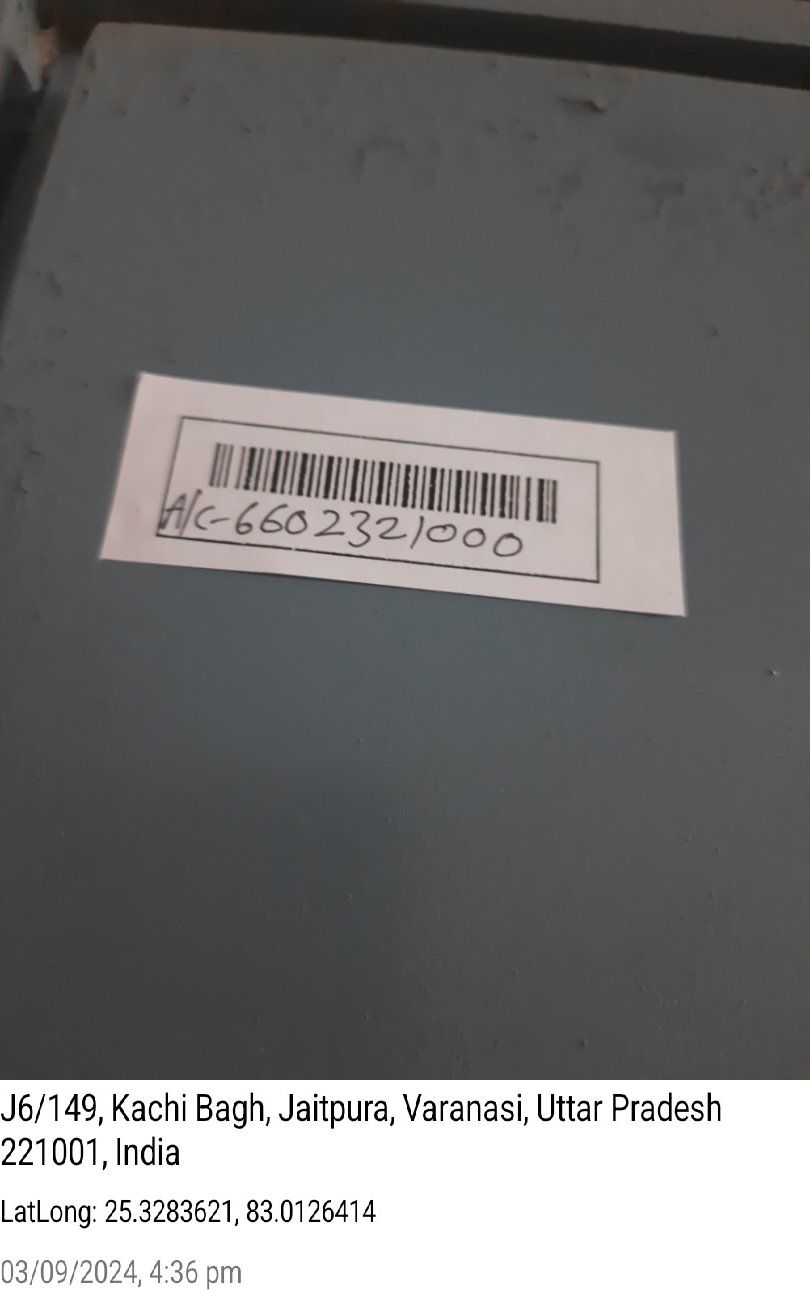 A/C-6602321000
J6/149, Kachi Bagh, Jaitpura, Varanasi, Uttar Pradesh
221001, India
LatLong: 25.3283621, 83.0126414
03/09/2024, 4:36 pm